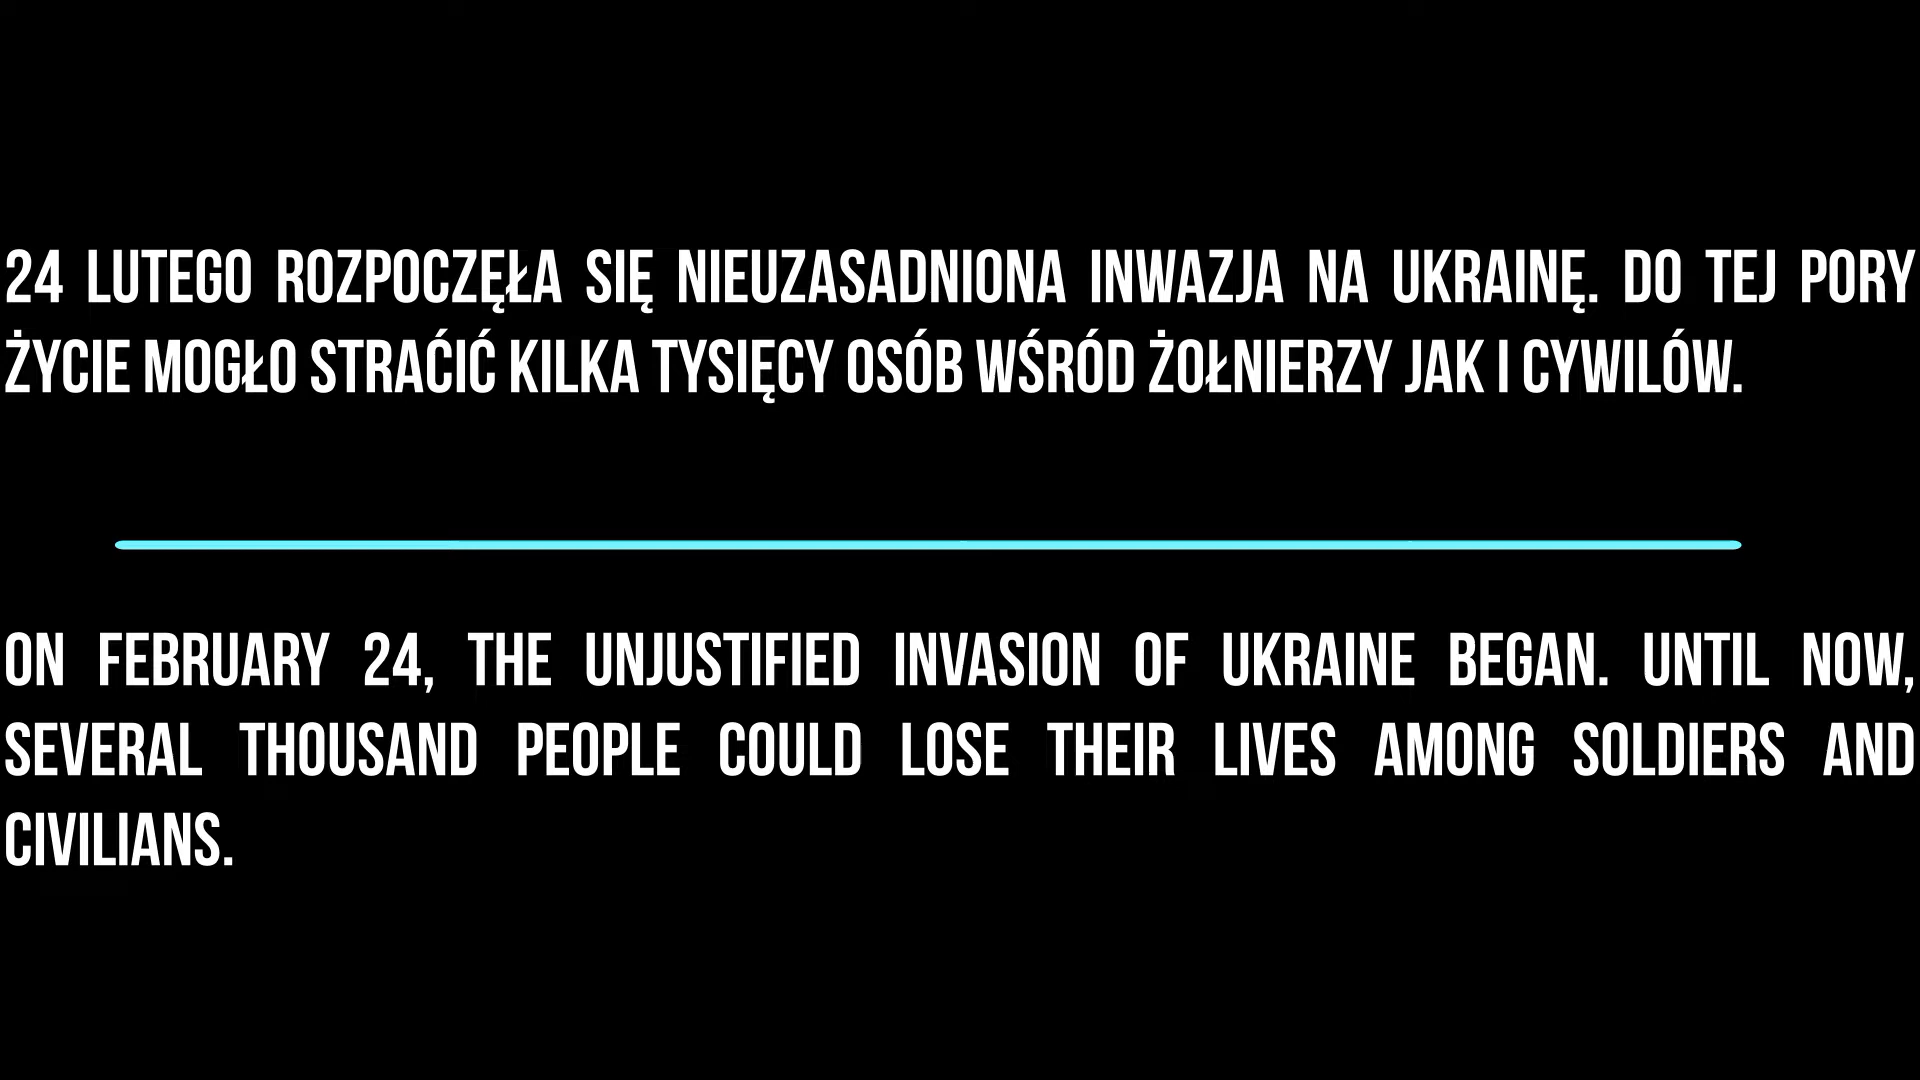 24 LUTEGO ROZPOCZĘŁA SIĘ NIEUZASADNIONA INWAZJA NA UKRAINĘ. DO TEJ PORY
ŻYCIE MOGŁO STRAĆIĆ KILKA TYSIĘCY OSÓB WŚRÓD ŻOŁNIERZY JAK I CYWILÓW.
ON FEBRUARY 24, THE UNJUSTIFIED INVASION OF UKRAINE BEGAN. UNTIL NOW,
SEVERAL THOUSAND PEOPLE COULD LOSE THEIR LIVES AMONG SOLDIERS AND
CIVILIANS.